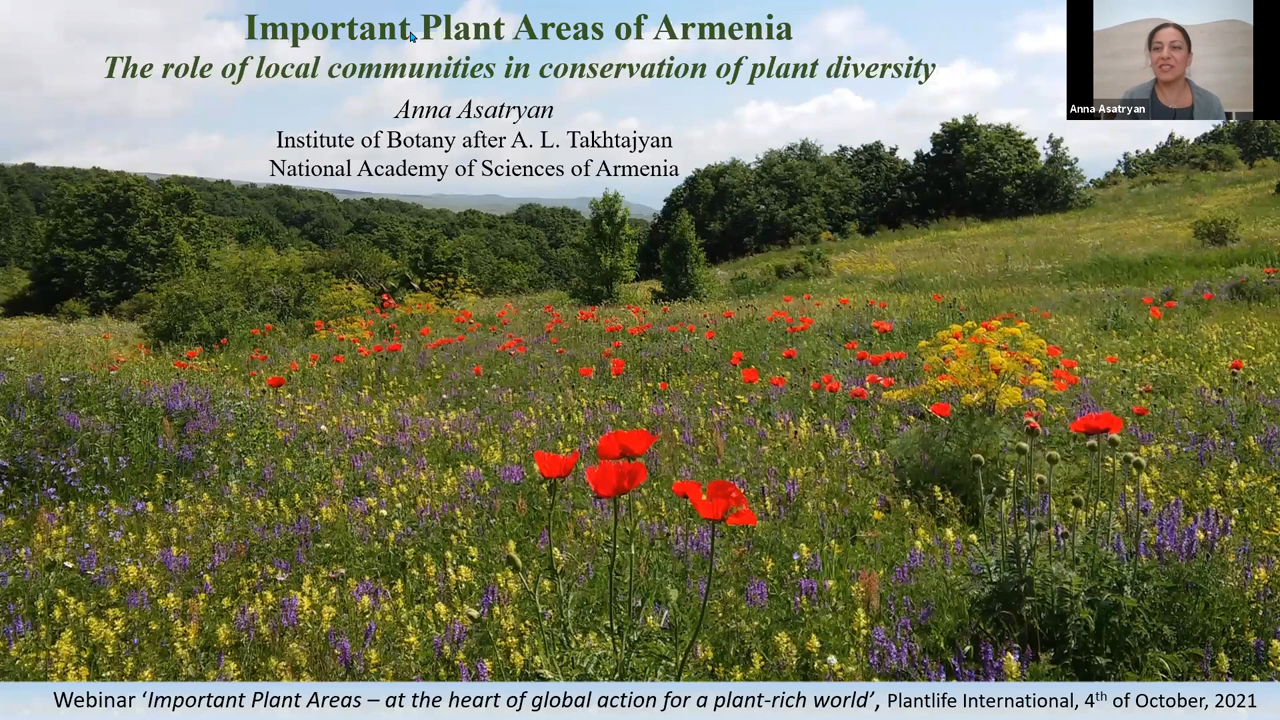 Important Plant Areas of Armenia
The role of local communities in conservation of plant diversity
Anna Asatryan
Institute of Botany after A. L. Takhtajyan
National Academy of Sciences of Armenia
Anna Asatryan
Webinar ‘Important Plant Areas – at the heart of global action for a plant-rich world’, Plantlife International, 4th of October, 2021